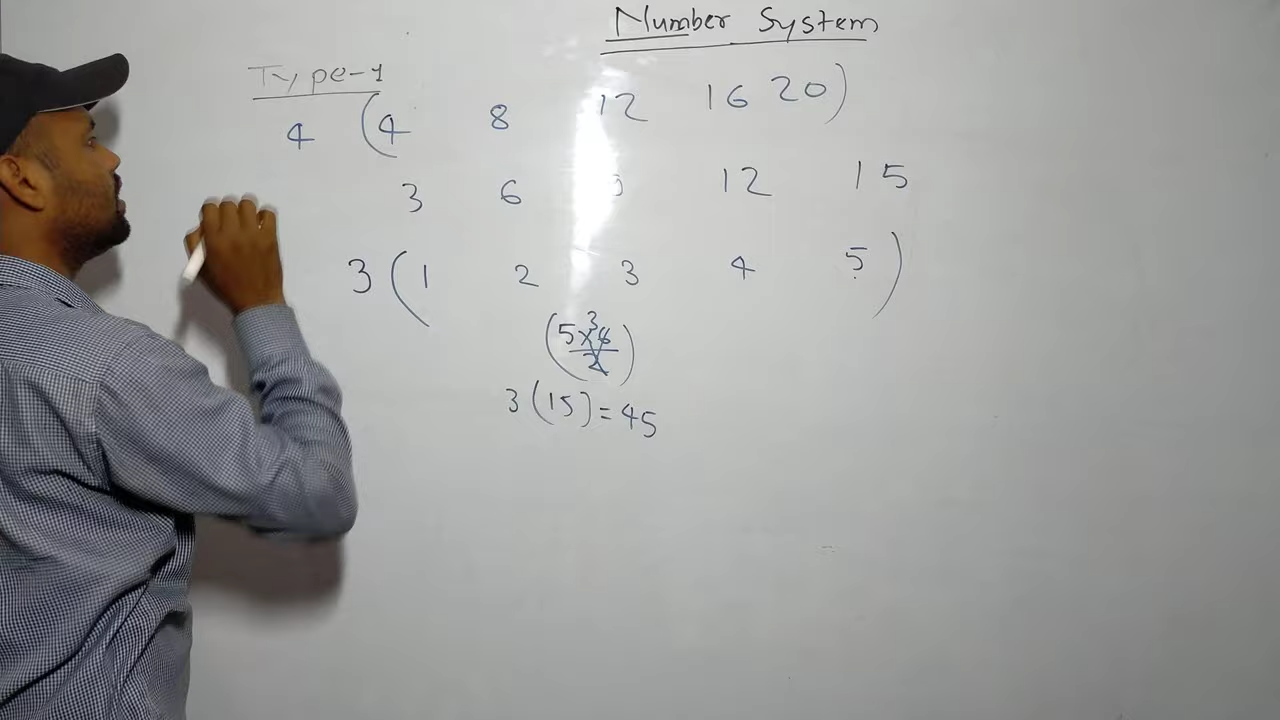 Number System
Type-1
4 (4 8 12 16 20)
3 6 9 12 15
3 (1 2 3 4 5)
(5×6/2) 3
3(15)=45